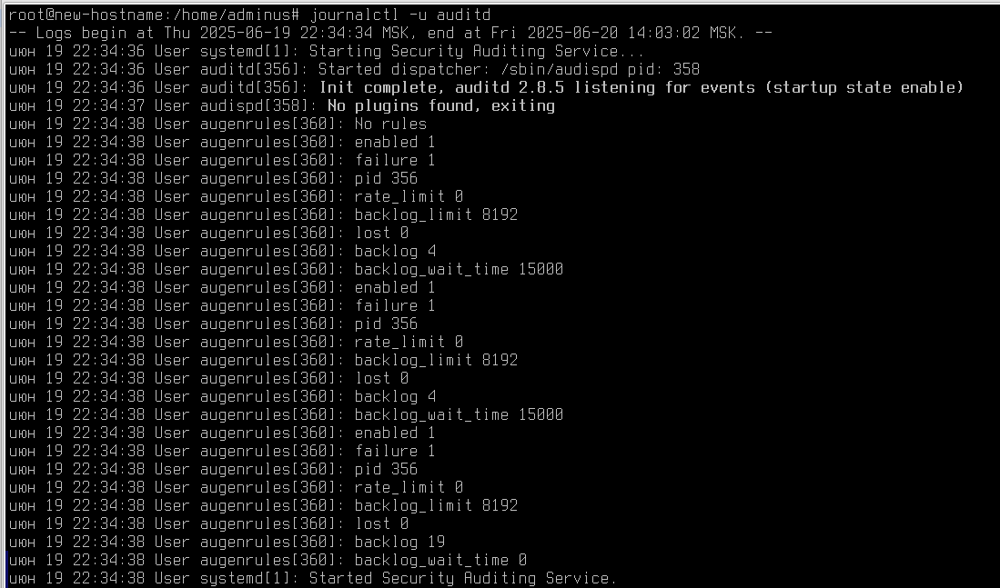 root@new-hostname:/home/adminus# journalctl -u auditd
-- Logs begin at Thu 2025-06-19 22:34:34 MSK, end at Fri 2025-06-20 14:03:02 MSK. --
июн 19 22:34:36 User systemd[1]: Starting Security Auditing Service...
июн 19 22:34:36 User auditd[356]: Started dispatcher: /sbin/audispd pid: 358
июн 19 22:34:36 User auditd[356]: Init complete, auditd 2.8.5 listening for events (startup state enable)
июн 19 22:34:37 User audispd[358]: No plugins found, exiting
июн 19 22:34:38 User augenrules[360]: No rules
июн 19 22:34:38 User augenrules[360]: enabled 1
июн 19 22:34:38 User augenrules[360]: failure 1
июн 19 22:34:38 User augenrules[360]: pid 356
июн 19 22:34:38 User augenrules[360]: rate_limit 0
июн 19 22:34:38 User augenrules[360]: backlog_limit 8192
июн 19 22:34:38 User augenrules[360]: lost 0
июн 19 22:34:38 User augenrules[360]: backlog 4
июн 19 22:34:38 User augenrules[360]: backlog_wait_time 15000
июн 19 22:34:38 User augenrules[360]: enabled 1
июн 19 22:34:38 User augenrules[360]: failure 1
июн 19 22:34:38 User augenrules[360]: pid 356
июн 19 22:34:38 User augenrules[360]: rate_limit 0
июн 19 22:34:38 User augenrules[360]: backlog_limit 8192
июн 19 22:34:38 User augenrules[360]: lost 0
июн 19 22:34:38 User augenrules[360]: backlog 4
июн 19 22:34:38 User augenrules[360]: backlog_wait_time 15000
июн 19 22:34:38 User augenrules[360]: enabled 1
июн 19 22:34:38 User augenrules[360]: failure 1
июн 19 22:34:38 User augenrules[360]: pid 356
июн 19 22:34:38 User augenrules[360]: rate_limit 0
июн 19 22:34:38 User augenrules[360]: backlog_limit 8192
июн 19 22:34:38 User augenrules[360]: lost 0
июн 19 22:34:38 User augenrules[360]: backlog 19
июн 19 22:34:38 User augenrules[360]: backlog_wait_time 0
июн 19 22:34:38 User systemd[1]: Started Security Auditing Service.